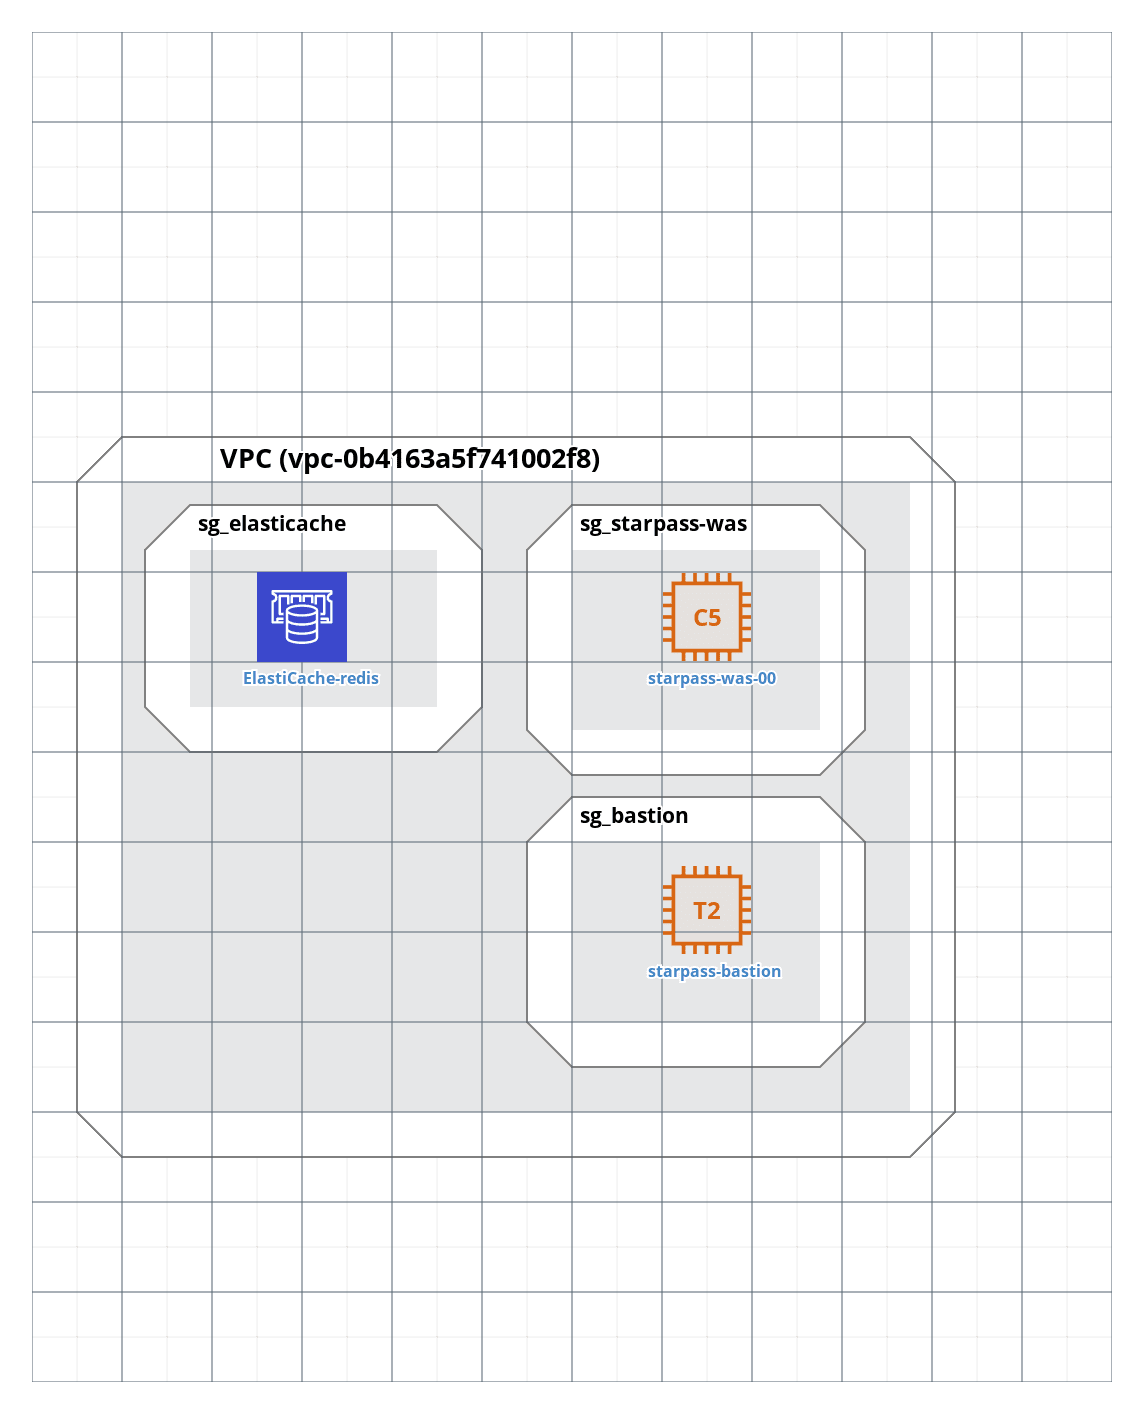 VPC (vpc-0b4163a5f741002f8)
sg_elasticache
ElastiCache-redis
sg_starpass-was
C5
starpass-was-00
sg_bastion
T2
starpass-bastion